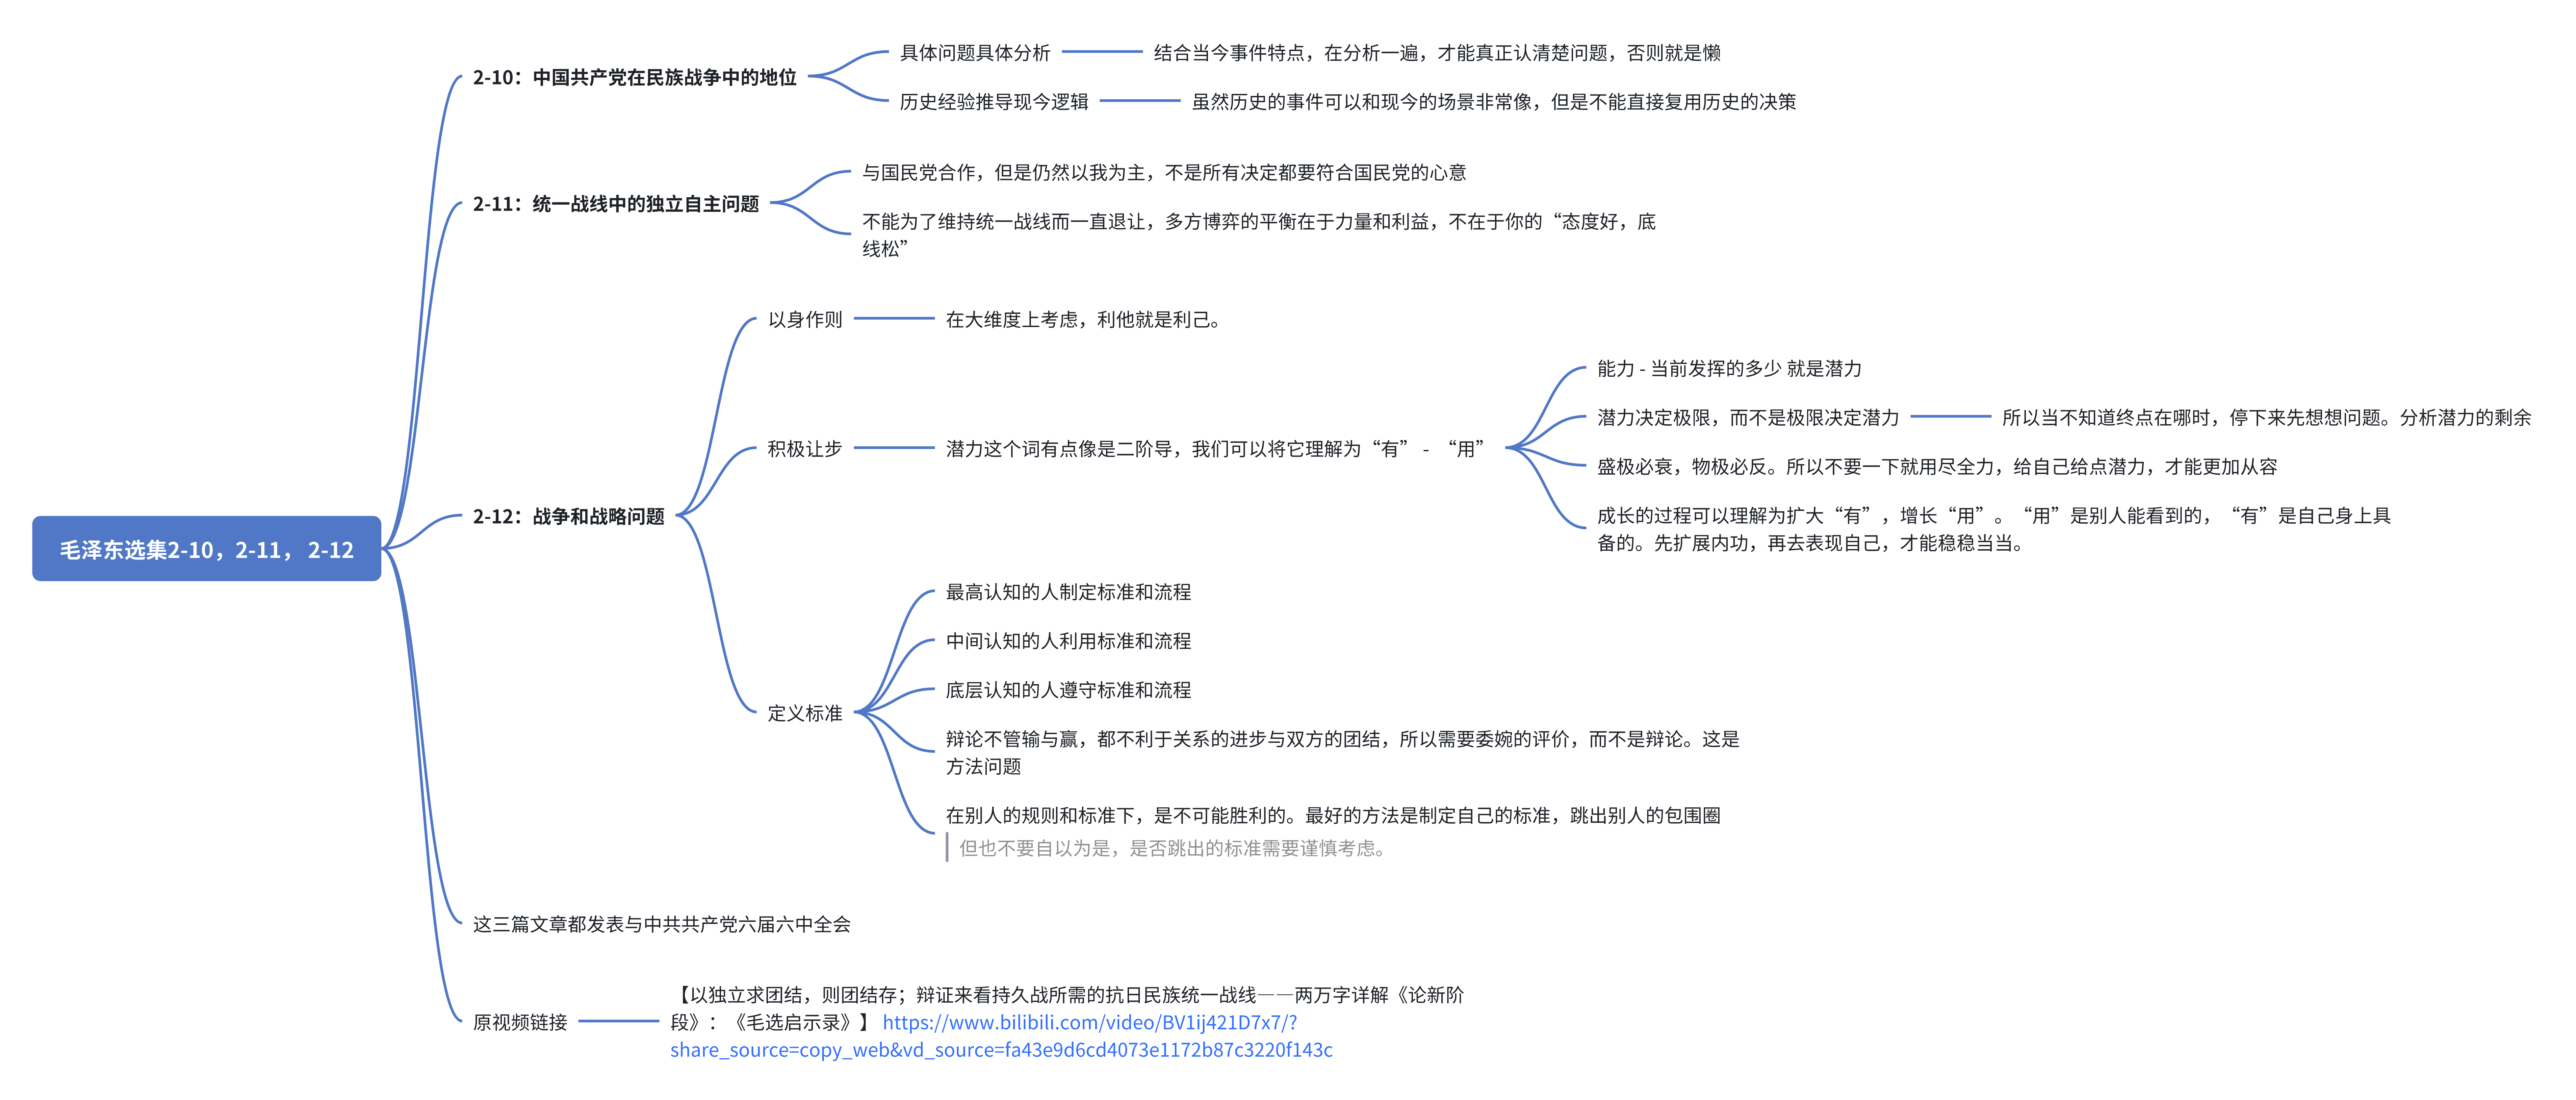 毛泽东选集2-10，2-11， 2-12
2-10：中国共产党在民族战争中的地位
具体问题具体分析
结合当今事件特点，在分析一遍，才能真正认清楚问题，否则就是懒
历史经验推导现今逻辑
虽然历史的事件可以和现今的场景非常像，但是不能直接复用历史的决策
2-11：统一战线中的独立自主问题
与国民党合作，但是仍然以我为主，不是所有决定都要符合国民党的心意
不能为了维持统一战线而一直退让，多方博弈的平衡在于力量和利益，不在于你的“态度好，底
线松”
2-12：战争和战略问题
以身作则
在大维度上考虑，利他就是利己。
积极让步
潜力这个词有点像是二阶导，我们可以将它理解为“有” - “用”
能力 - 当前发挥的多少 就是潜力
潜力决定极限，而不是极限决定潜力
所以当不知道终点在哪时，停下来先想想问题。分析潜力的剩余
盛极必衰，物极必反。所以不要一下就用尽全力，给自己给点潜力，才能更加从容
成长的过程可以理解为扩大“有”，增长“用”。“用”是别人能看到的，“有”是自己身上具
备的。先扩展内功，再去表现自己，才能稳稳当当。
定义标准
最高认知的人制定标准和流程
中间认知的人利用标准和流程
底层认知的人遵守标准和流程
辩论不管输与赢，都不利于关系的进步与双方的团结，所以需要委婉的评价，而不是辩论。这是
方法问题
在别人的规则和标准下，是不可能胜利的。最好的方法是制定自己的标准，跳出别人的包围圈
但也不要自以为是，是否跳出的标准需要谨慎考虑。
这三篇文章都发表与中共共产党六届六中全会
原视频链接
【以独立求团结，则团结存；辩证来看持久战所需的抗日民族统一战线——两万字详解《论新阶
段》：《毛选启示录》】 https://www.bilibili.com/video/BV1ij421D7x7/?
share_source=copy_web&vd_source=fa43e9d6cd4073e1172b87c3220f143c